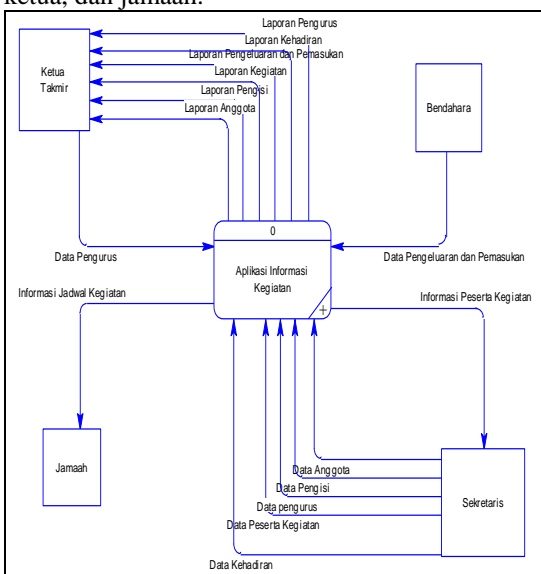 ketua, dan jamaah.
Laporan Pengurus
Laporan Kehadiran
Laporan Pengeluaran dan Pemasukan
Laporan Kegiatan
Laporan Pengisi
Laporan Anggota
Ketua
Takmir
Bendahara
0
Aplikasi Informasi
Kegiatan
+
Data Pengurus
Data Pengeluaran dan Pemasukan
Informasi Jadwal Kegiatan
Informasi Peserta Kegiatan
Jamaah
Sekretaris
Data Anggota
Data Pengisi
Data pengurus
Data Peserta Kegiatan
Data Kehadiran